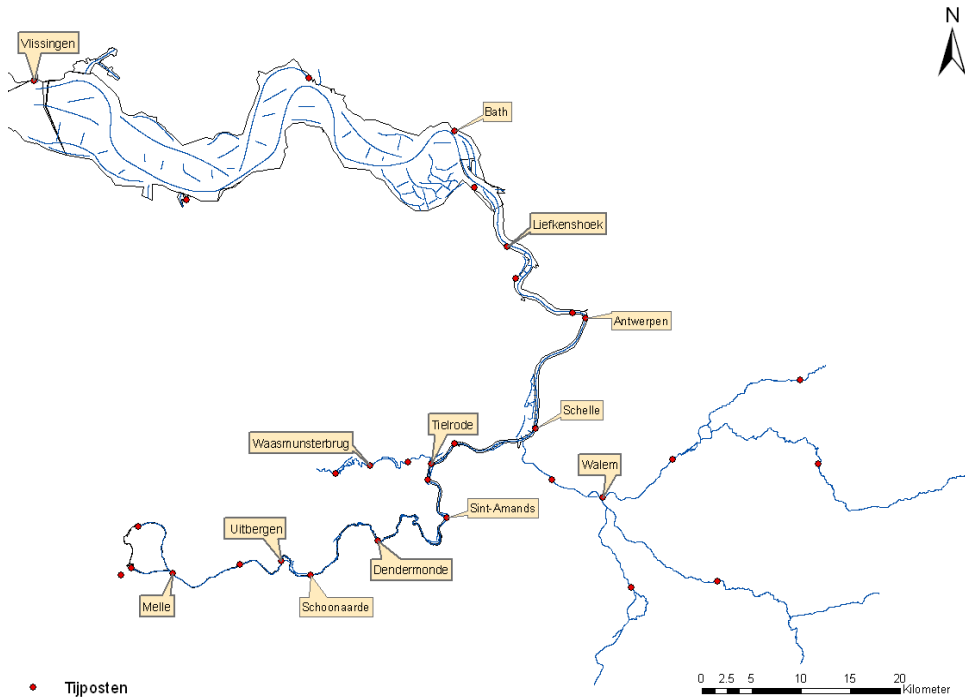 N
Vlissingen
Bath
Liefkenshoek
Antwerpen
Schelle
Tielrode
Waasmunsterbrug
Walem
Sint-Amands
Uitbergen
Dendermonde
Melle
Schoonaarde
Tijposten
0 2.5 5 10 15 20
Kilometer